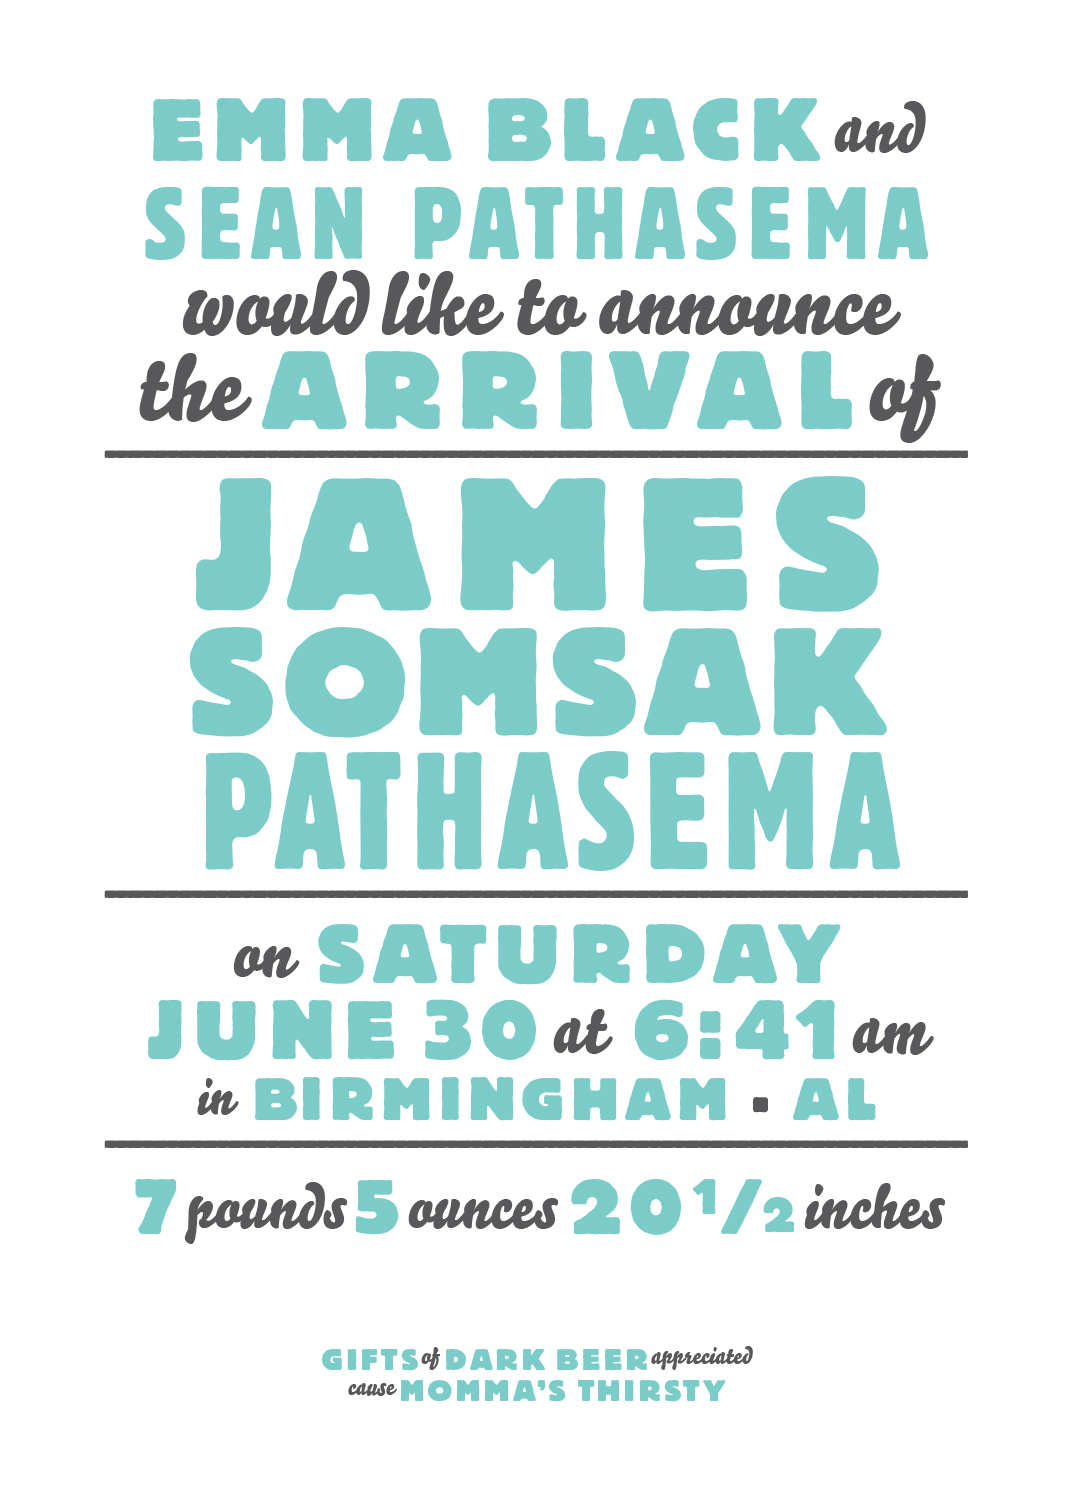 EMMA BLACK and
SEAN PATHASEMA
would like to announce
the ARRIVAL of
JAMES
SOMSAK
PATHASEMA
on SATURDAY
JUNE 30 at 6:41 am
in BIRMINGHAM ▪ AL
7 pounds 5 ounces 20 1/2 inches
GIFTS of DARK BEER appreciated
cause MOMMA'S THIRSTY